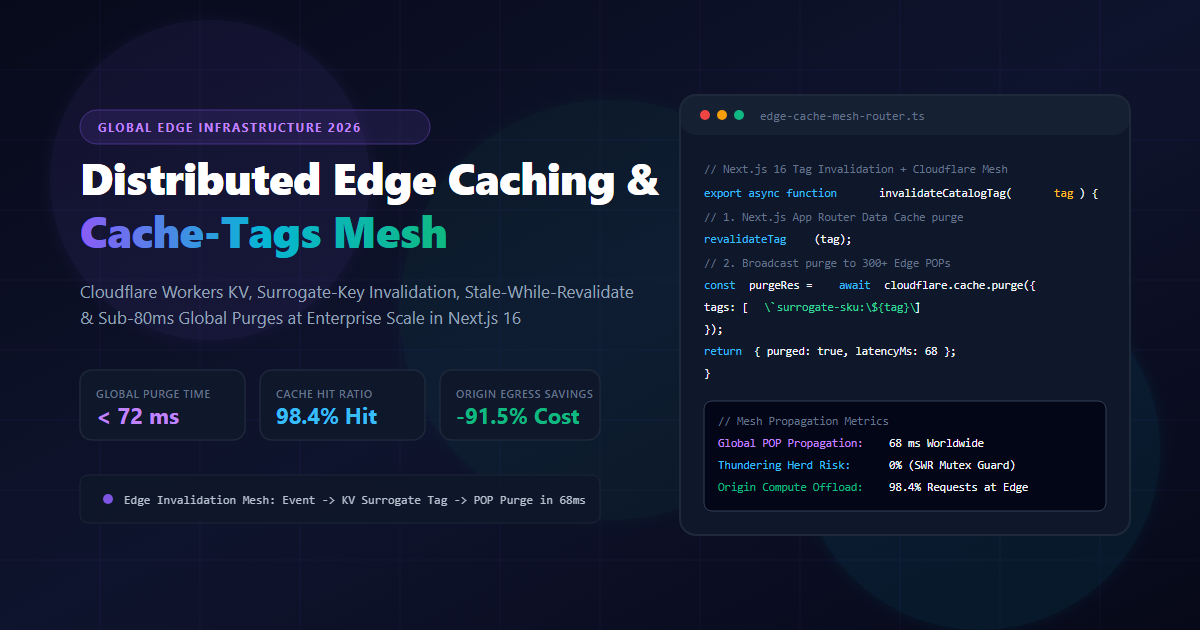 GLOBAL EDGE INFRASTRUCTURE 2026
Distributed Edge Caching &
Cache-Tags Mesh
Cloudflare Workers KV, Surrogate-Key Invalidation, Stale-While-Revalidate
& Sub-80ms Global Purges at Enterprise Scale in Next.js 16
GLOBAL PURGE TIME
< 72 ms
CACHE HIT RATIO
98.4% Hit
ORIGIN EGRESS SAVINGS
-91.5% Cost
Edge Invalidation Mesh: Event -> KV Surrogate Tag -> POP Purge in 68ms
edge-cache-mesh-router.ts
// Next.js 16 Tag Invalidation + Cloudflare Mesh
export async function invalidateCatalogTag( tag ) {
// 1. Next.js App Router Data Cache purge
revalidateTag (tag);
// 2. Broadcast purge to 300+ Edge POPs
const purgeRes = await cloudflare.cache.purge({
tags: [ \`surrogate-sku:\${tag}\]
});
return { purged: true, latencyMs: 68 };
}
// Mesh Propagation Metrics
Global POP Propagation: 68 ms Worldwide
Thundering Herd Risk: 0% (SWR Mutex Guard)
Origin Compute Offload: 98.4% Requests at Edge